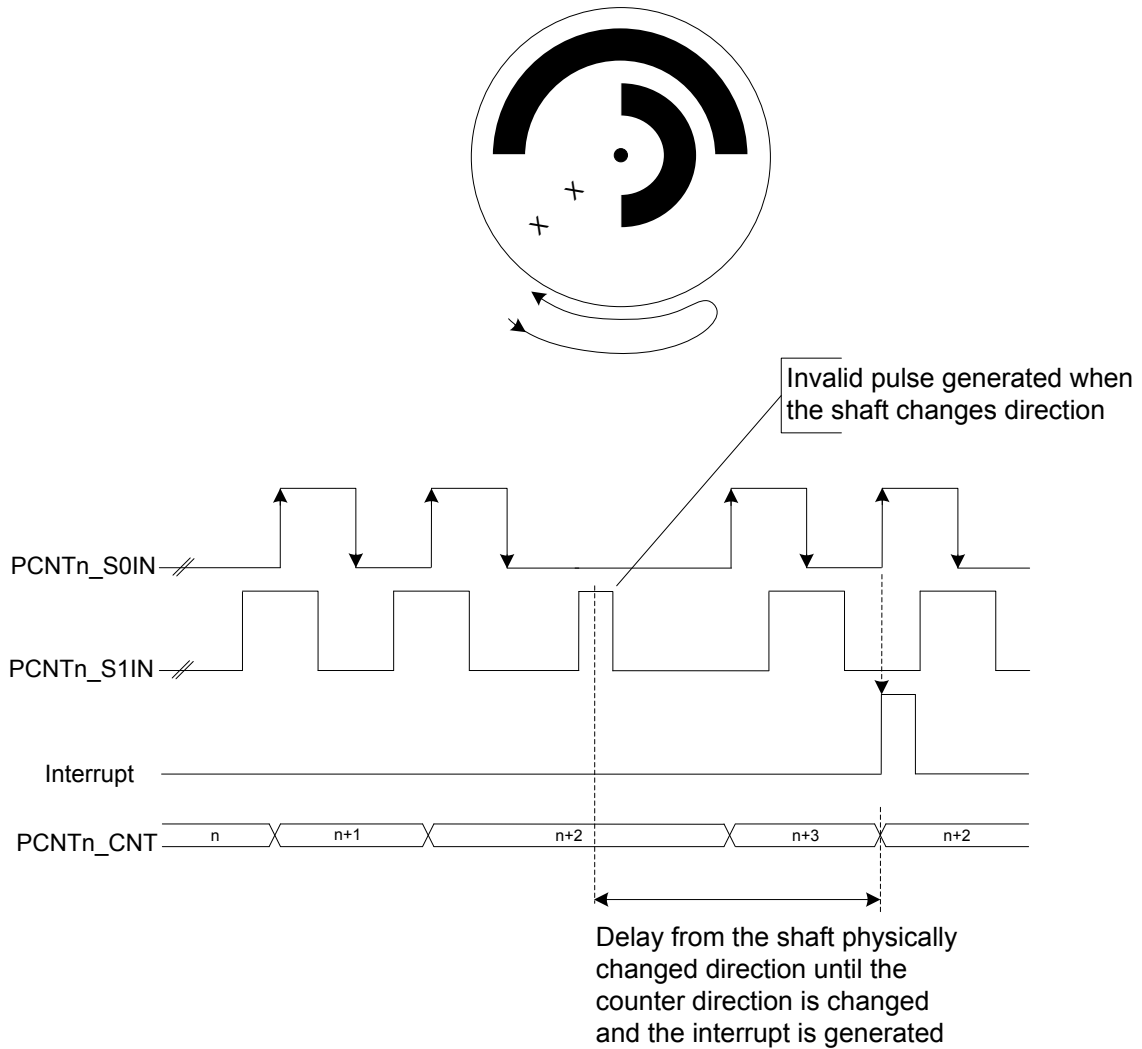 X
X
Invalid pulse generated when
the shaft changes direction
PCNTn_S0IN
PCNTn_S1IN
Interrupt
PCNTn_CNT
n n+1 n+2 n+3 n+2
Delay from the shaft physically
changed direction until the
counter direction is changed
and the interrupt is generated